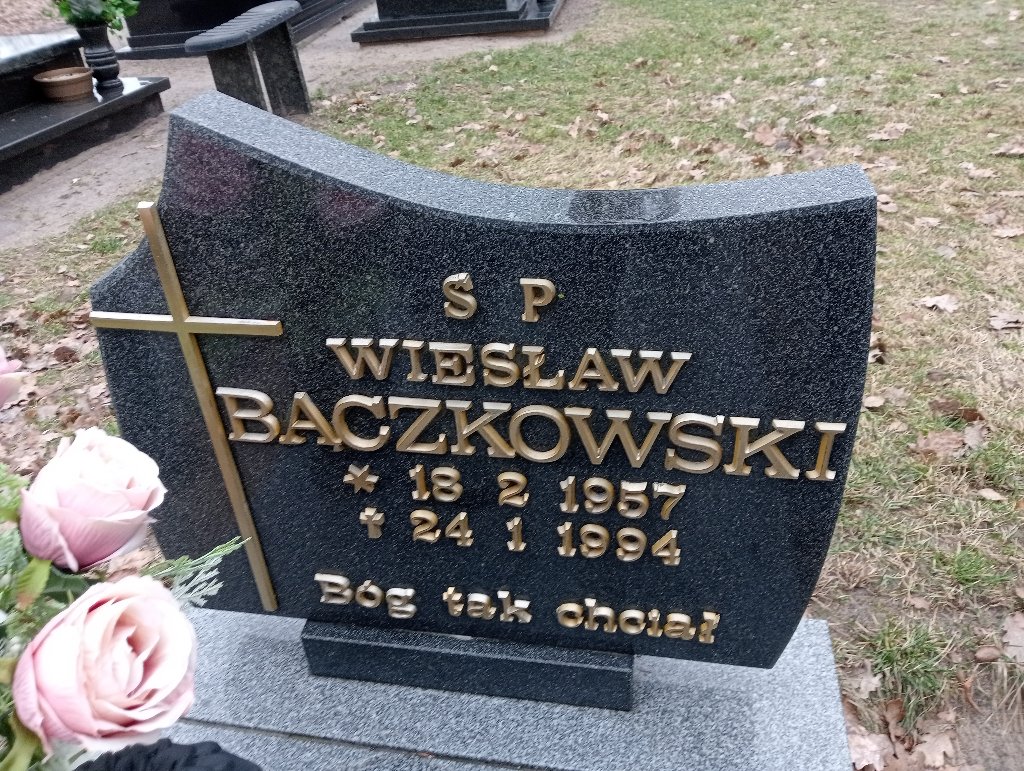 Ś P
WIESŁAW
BACZKOWSKI
* 18 2 1957
† 24 1 1994
Bóg tak chciał